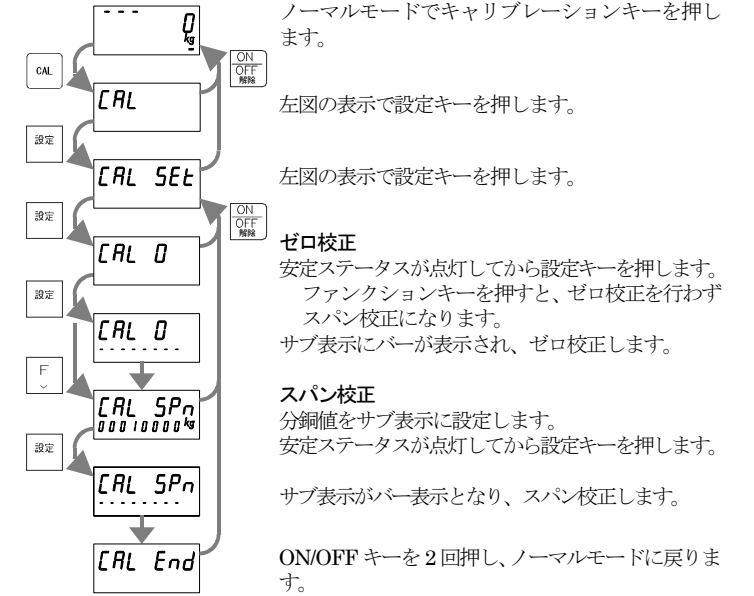 - - - 0
kg
ノーマルモードでキャリブレーションキーを押し
ます。
CAL
ON
OFF
解除
CAL
左図の表示で設定キーを押します。
設定
CAL SEt
左図の表示で設定キーを押します。
設定
ON
OFF
解除
ゼロ校正
CAL 0
安定ステータスが点灯してから設定キーを押します。
ファンクションキーを押すと、ゼロ校正を行わず
スパン校正になります。
設定
CAL 0
- - - - - - - -
サブ表示にバーが表示され、ゼロ校正します。
F
スパン校正
CAL SPn
00010000 kg
分銅値をサブ表示に設定します。
安定ステータスが点灯してから設定キーを押します。
設定
CAL SPn
- - - - - - - -
サブ表示がバー表示となり、スパン校正します。
CAL End
ON/OFF キーを 2 回押し、ノーマルモードに戻りま
す。